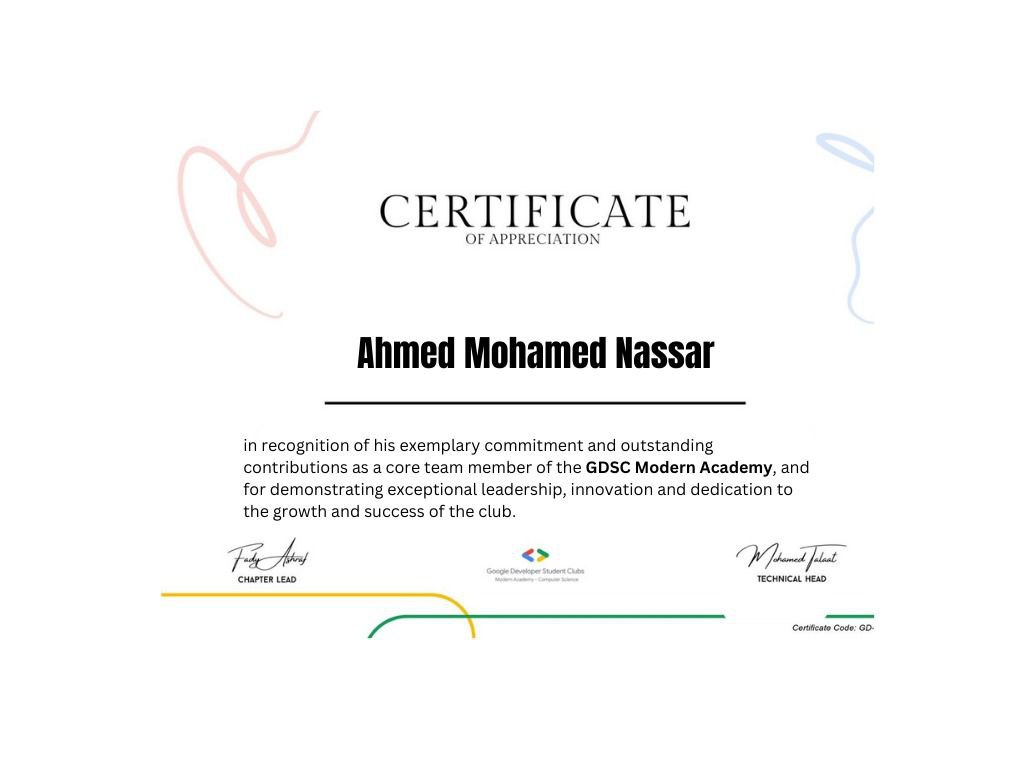 CERTIFICATE
OF APPRECIATION
Ahmed Mohamed Nassar
in recognition of his exemplary commitment and outstanding
contributions as a core team member of the GDSC Modern Academy, and
for demonstrating exceptional leadership, innovation and dedication to
the growth and success of the club.
Fady Ashraf
CHAPTER LEAD
Google Developer Student Clubs
Modern Academy - Computer Science
Mohamed Talaat
TECHNICAL HEAD
Certificate Code: GD-